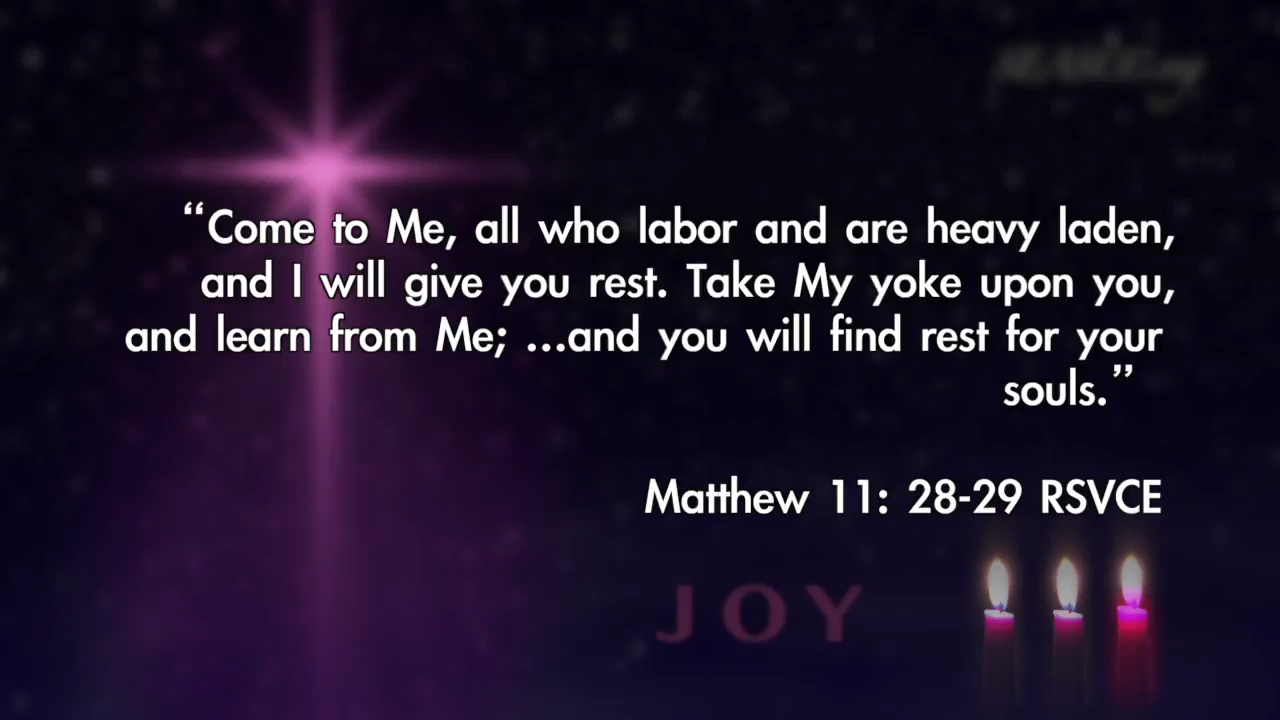 “Come to Me, all who labor and are heavy laden,
and I will give you rest. Take My yoke upon you,
and learn from Me; ...and you will find rest for your
souls.”
Matthew 11: 28-29 RSVCE
JOY